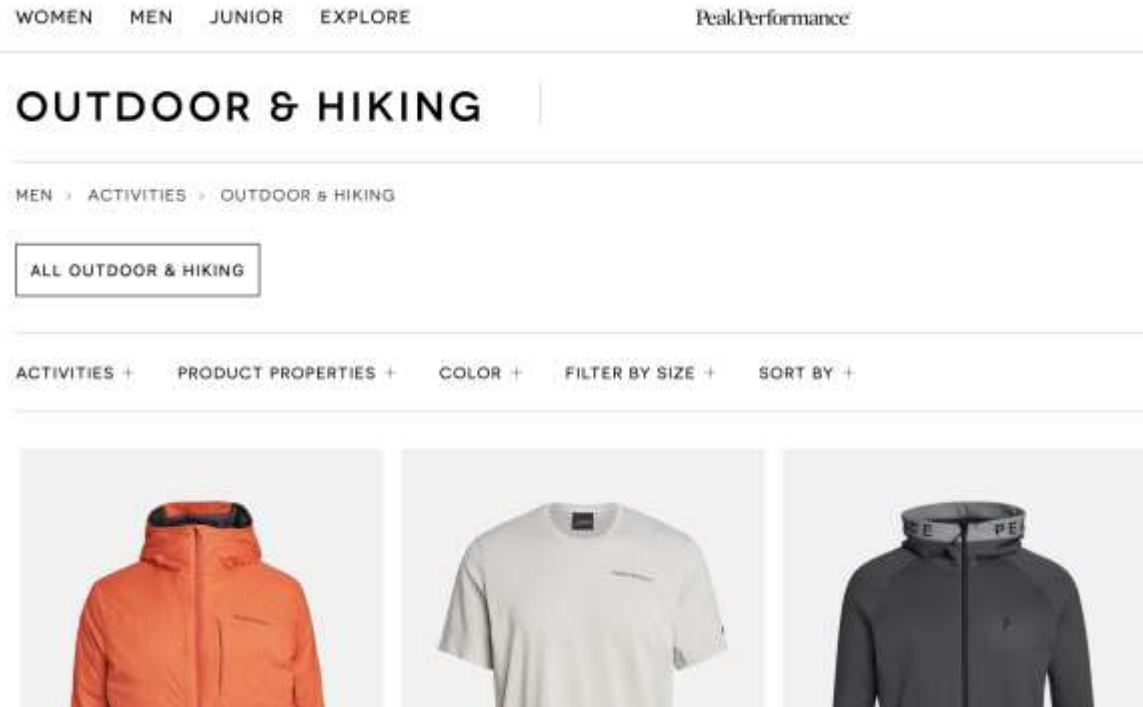 WOMEN MEN JUNIOR EXPLORE PeakPerformance
OUTDOOR & HIKING
MEN > ACTIVITIES > OUTDOOR & HIKING
ALL OUTDOOR & HIKING
ACTIVITIES + PRODUCT PROPERTIES + COLOR + FILTER BY SIZE + SORT BY +